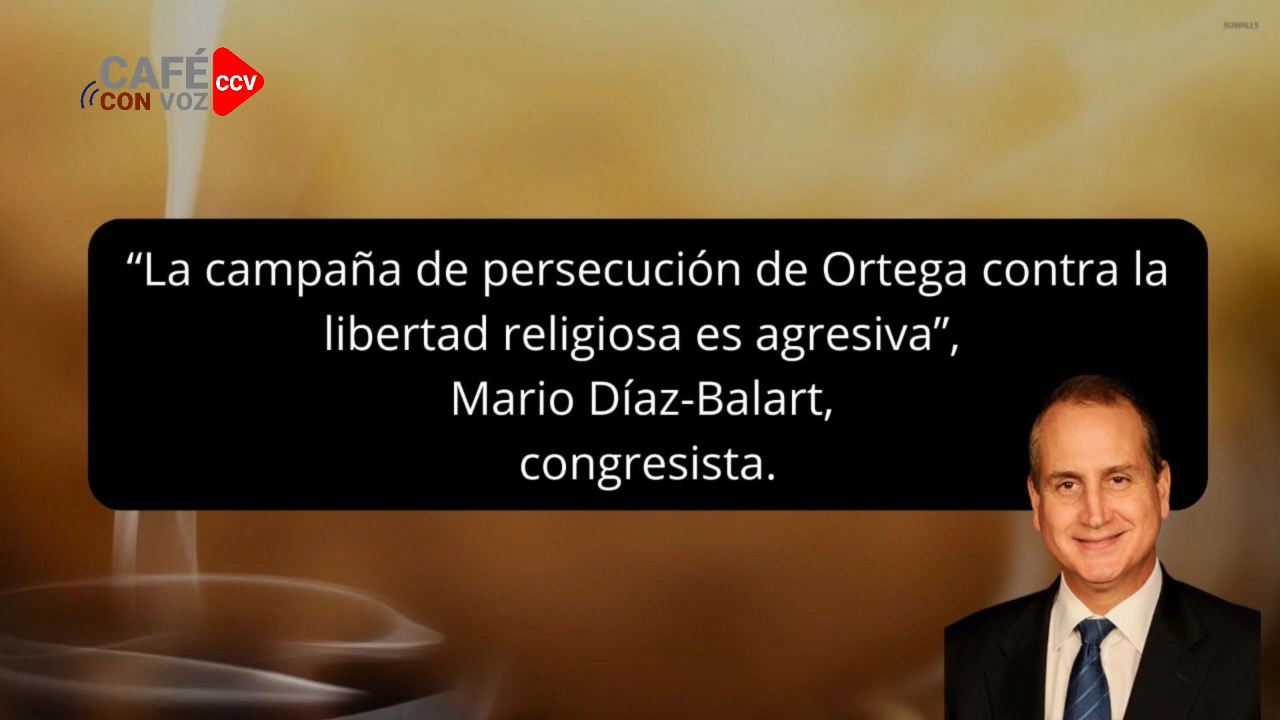 SUWALLS
CAFÉ
CON VOZ
CCV
“La campaña de persecución de Ortega contra la
libertad religiosa es agresiva”,
Mario Díaz-Balart,
congresista.